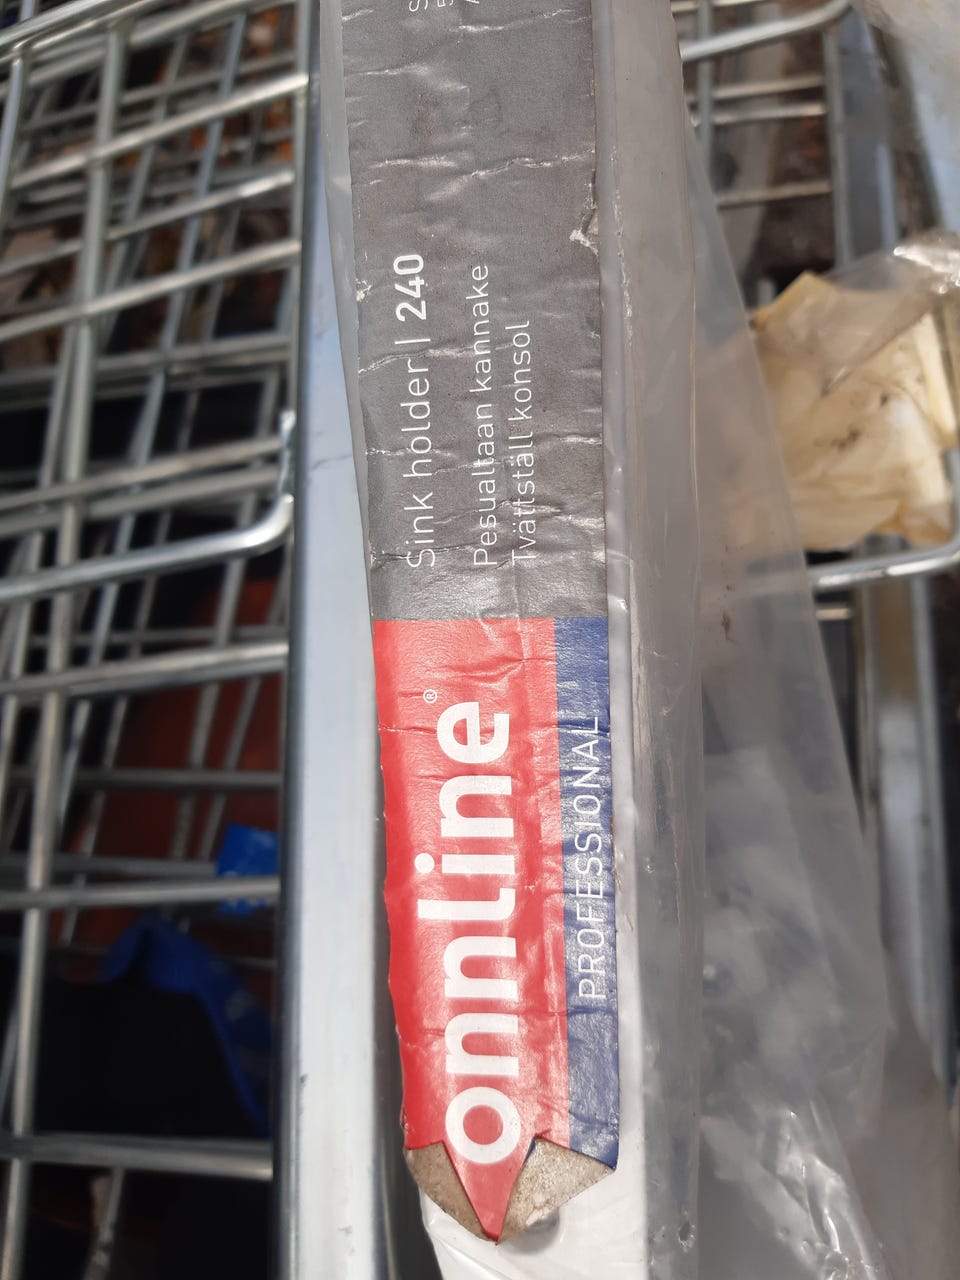 Sink holder | 240
Pesualtaan kannake
Tvättställ konsol
onnline®
PROFESSIONAL